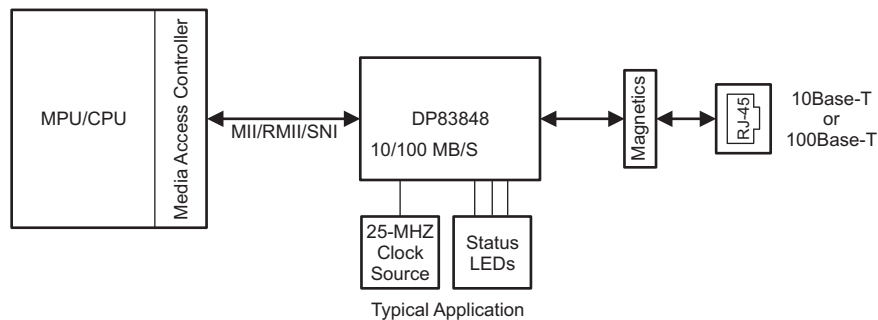 MPU/CPU
Media Access Controller
MII/RMII/SNI
DP83848
10/100 MB/S
Magnetics
RJ-45
10Base-T
or
100Base-T
25-MHZ
Clock
Source
Status
LEDs
Typical Application